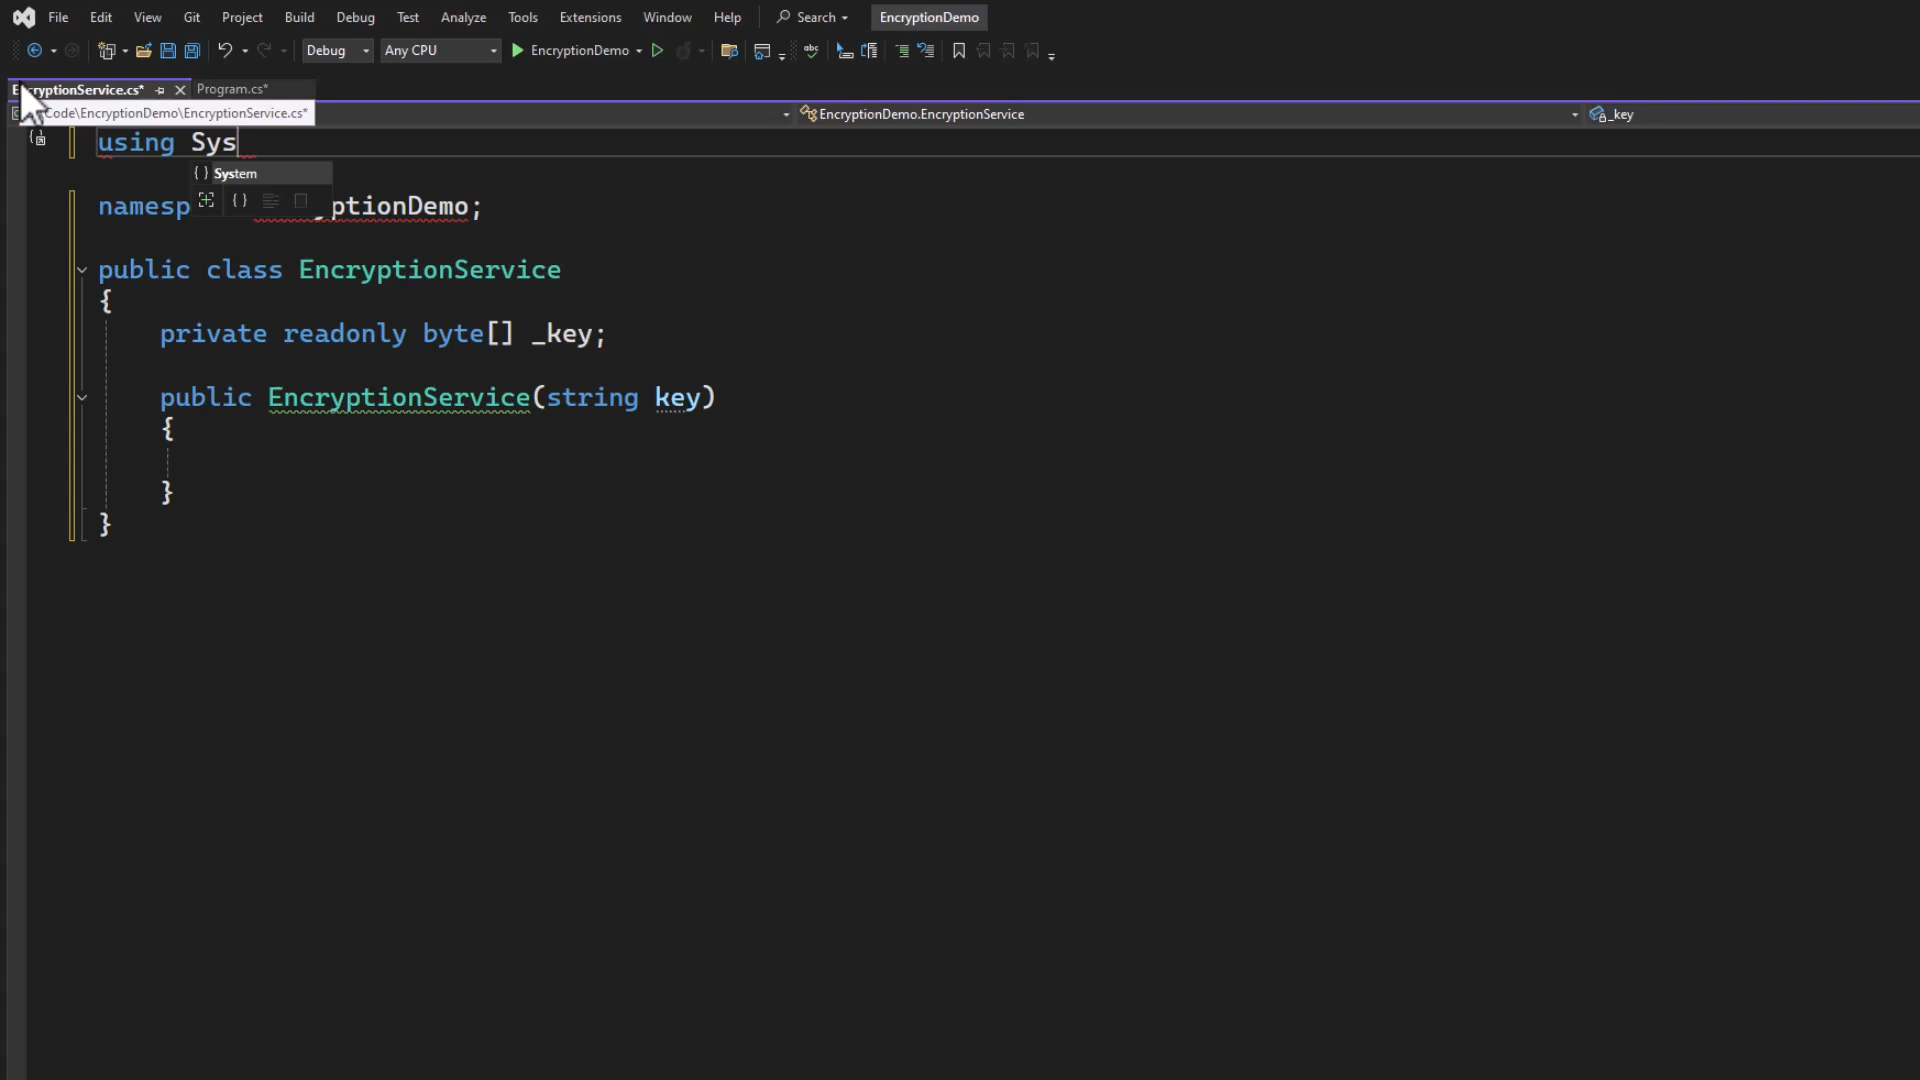 File Edit View Git Project Build Debug Test Analyze Tools Extensions Window Help Search EncryptionDemo
Debug Any CPU EncryptionDemo
EncryptionService.cs* Program.cs*
Code\EncryptionDemo\EncryptionService.cs* EncryptionDemo.EncryptionService _key
using Sys
System
namesp ptionDemo;
public class EncryptionService
{
private readonly byte[] _key;
public EncryptionService(string key)
{
}
}